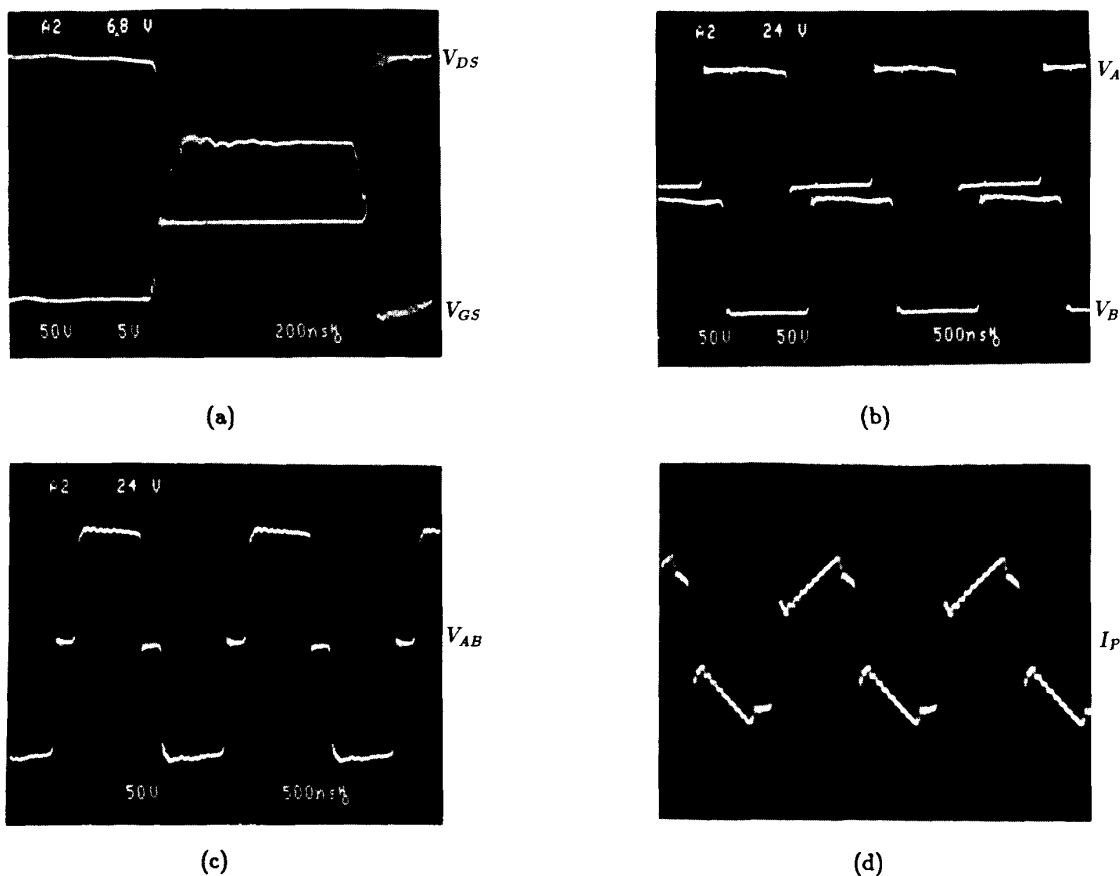 A2 6.8 V
V_DS
V_GS
50V 5V 200ns
(a)
A2 24 V
V_A
V_B
50V 50V 500ns
(b)
A2 24 V
V_AB
50V 500ns
(c)
I_P
(d)